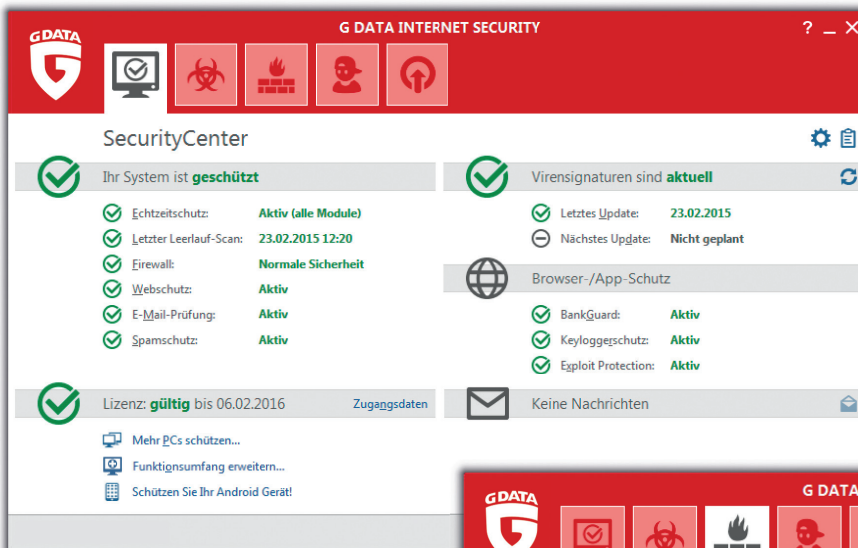 G DATA INTERNET SECURITY
GDATA
SecurityCenter
Ihr System ist geschützt
Echtzeitschutz: Aktiv (alle Module)
Letzter Leerlauf-Scan: 23.02.2015 12:20
Firewall: Normale Sicherheit
Webschutz: Aktiv
E-Mail-Prüfung: Aktiv
Spamschutz: Aktiv
Virensignaturen sind aktuell
Letztes Update: 23.02.2015
Nächstes Update: Nicht geplant
Browser-/App-Schutz
BankGuard: Aktiv
Keyloggerschutz: Aktiv
Exploit Protection: Aktiv
Lizenz: gültig bis 06.02.2016 Zugangsdaten
Mehr PCs schützen...
Funktionsumfang erweitern...
Schützen Sie Ihr Android Gerät!
Keine Nachrichten
G DATA
GDATA